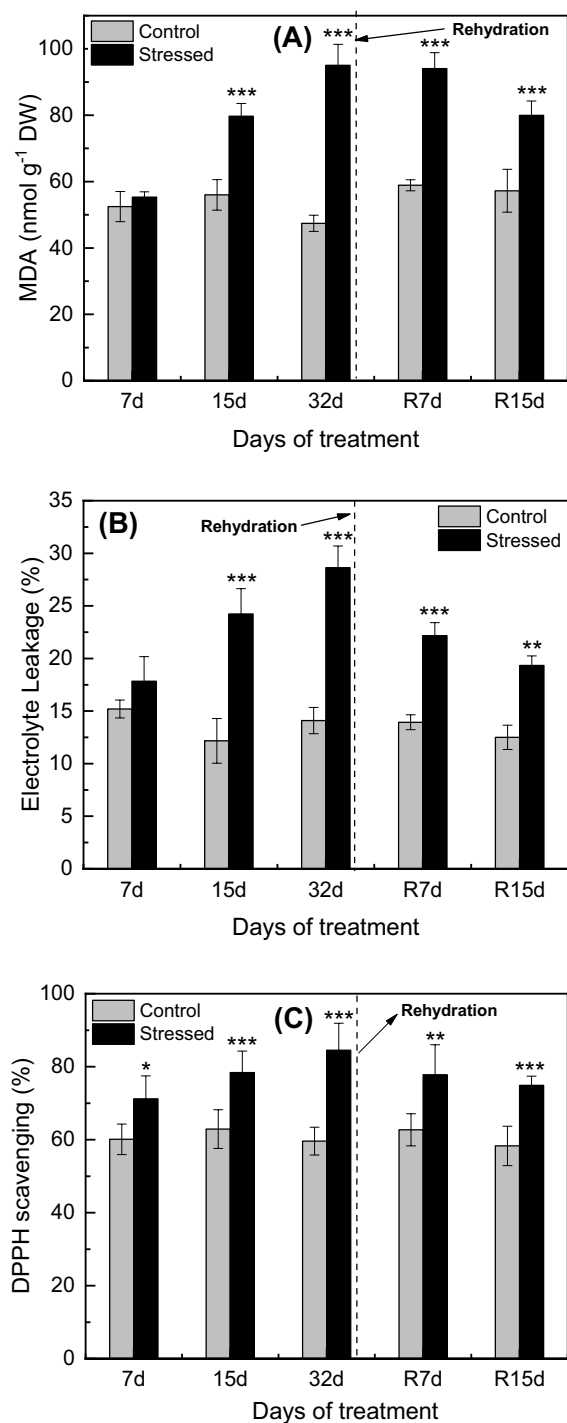 Control
Stressed
(A)
***
Rehydration
***
***
***
120
100
80
60
40
20
0
MDA (nmol g⁻¹ DW)
7d 15d 32d R7d R15d
Days of treatment
(B)
Rehydration
Control
Stressed
***
***
***
**
35
30
25
20
15
10
5
0
Electrolyte Leakage (%)
7d 15d 32d R7d R15d
Days of treatment
Control
Stressed
(C)
Rehydration
*
***
***
**
***
100
80
60
40
20
0
DPPH scavenging (%)
7d 15d 32d R7d R15d
Days of treatment